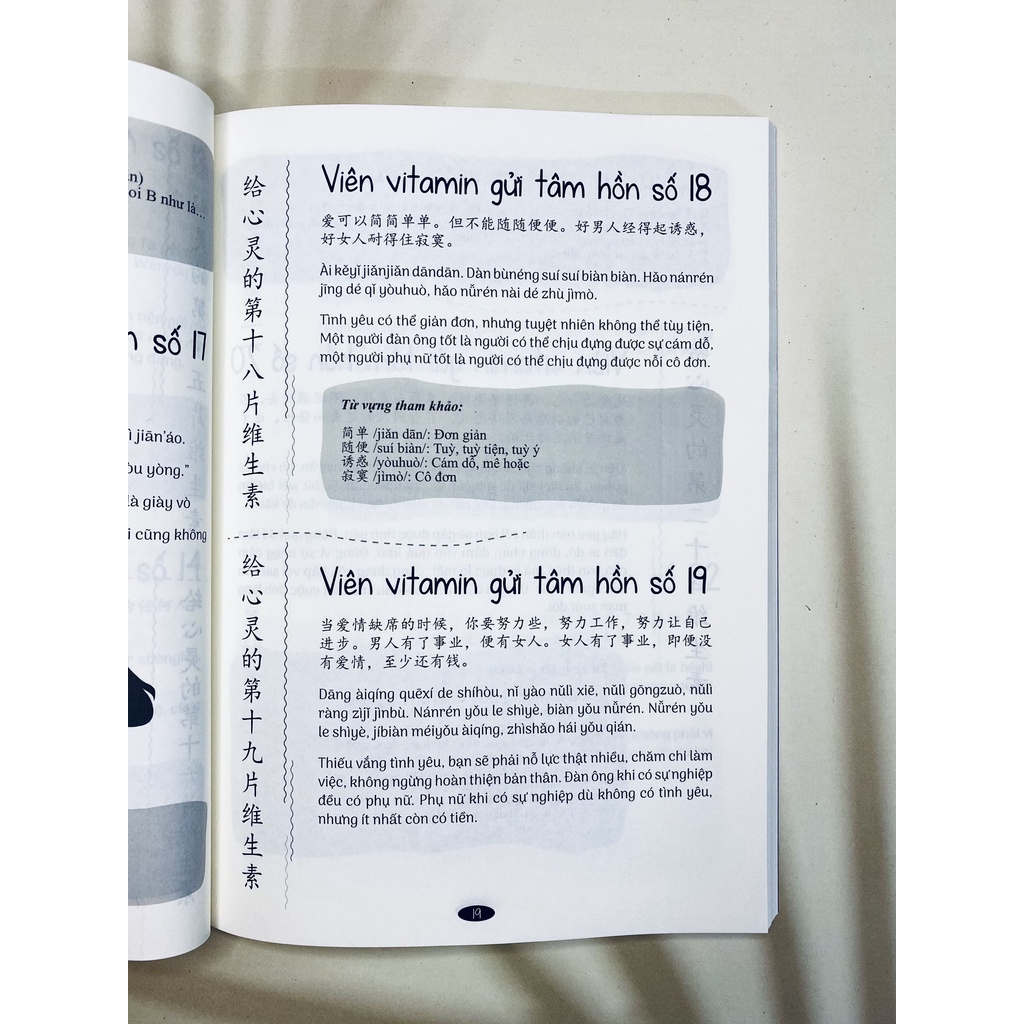 n)
oi B như là...
số 17
ì jiān'áo.
òu yòng."
là giày vò
i cũng không
给心灵的第十八片维生素
Viên vitamin gửi tâm hồn số 18
爱可以简简单单。但不能随随便便。好男人经得起诱惑，
好女人耐得住寂寞。
Ài kěyǐ jiǎnjiǎn dāndān. Dàn bùnéng suí suí biàn biàn. Hǎo nánrén
jīng dé qǐ yòuhuò, hǎo nǚrén nài dé zhù jìmò.
Tình yêu có thể giản đơn, nhưng tuyệt nhiên không thể tùy tiện.
Một người đàn ông tốt là người có thể chịu đựng được sự cám dỗ,
một người phụ nữ tốt là người có thể chịu đựng được nỗi cô đơn.
Từ vựng tham khảo:
简单 /jiǎn dān/: Đơn giản
随便 /suí biàn/: Tuỳ, tuỳ tiện, tuỳ ý
诱惑 /yòuhuò/: Cám dỗ, mê hoặc
寂寞 /jìmò/: Cô đơn
给心灵的第十九片维生素
Viên vitamin gửi tâm hồn số 19
当爱情缺席的时候，你要努力些，努力工作，努力让自己
进步。男人有了事业，便有女人。女人有了事业，即便没
有爱情，至少还有钱。
Dāng àiqíng quēxí de shíhòu, nǐ yào nǔlì xiē, nǔlì gōngzuò, nǔlì
ràng zìjǐ jìnbù. Nánrén yǒu le shìyè, biàn yǒu nǚrén. Nǚrén yǒu
le shìyè, jíbiàn méiyǒu àiqíng, zhìshǎo hái yǒu qián.
Thiếu vắng tình yêu, bạn sẽ phải nỗ lực thật nhiều, chăm chỉ làm
việc, không ngừng hoàn thiện bản thân. Đàn ông khi có sự nghiệp
đều có phụ nữ. Phụ nữ khi có sự nghiệp dù không có tình yêu,
nhưng ít nhất còn có tiền.
19